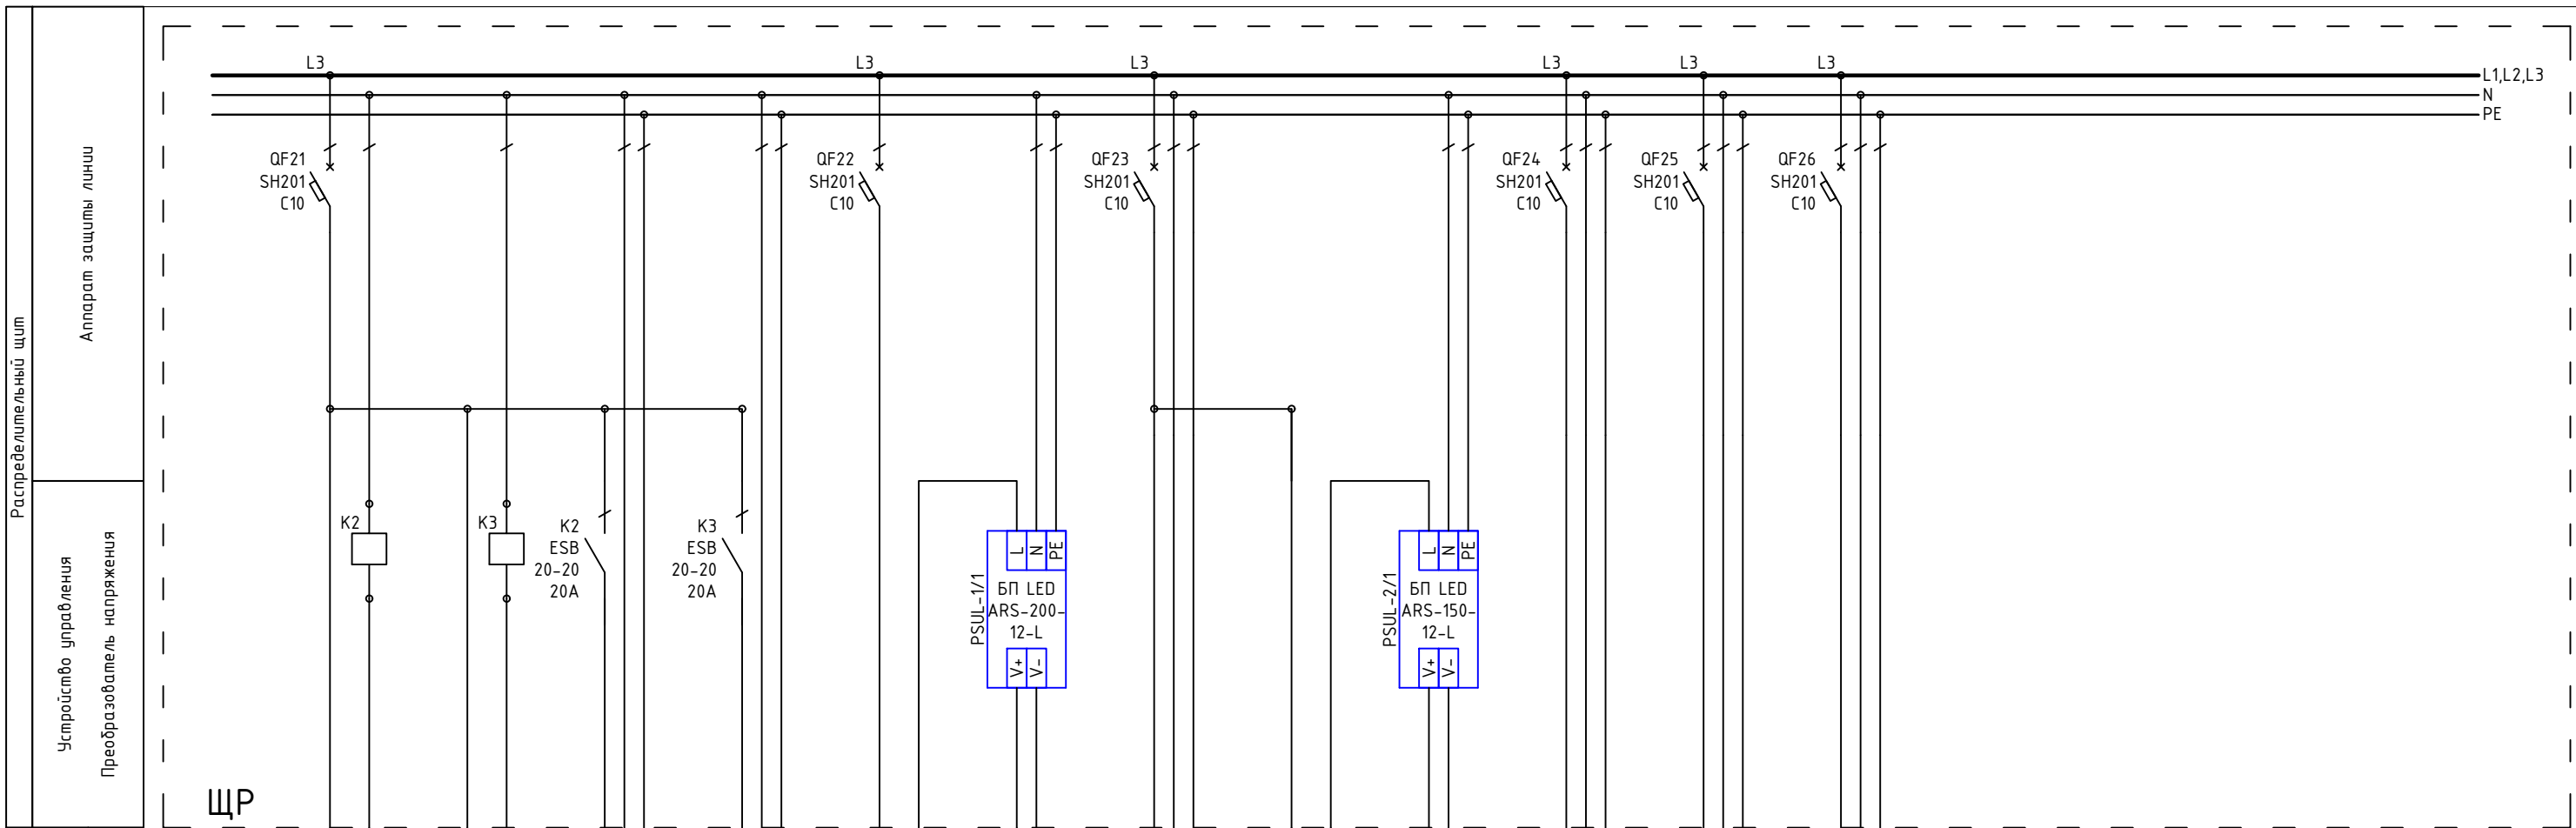 Распределительный щит
Аппарат защиты линии
Устройство управления
Преобразователь напряжения
L3
L3
L3
L3
L3
L3
L1,L2,L3
N
PE
QF21
SH201
C10
QF22
SH201
C10
QF23
SH201
C10
QF24
SH201
C10
QF25
SH201
C10
QF26
SH201
C10
K2
K3
K2
ESB
20-20
20A
K3
ESB
20-20
20A
PSUL-1/1
L
N
PE
БП LED
ARS-200-
12-L
V+
V-
PSUL-2/1
L
N
PE
БП LED
ARS-150-
12-L
V+
V-
ЩР